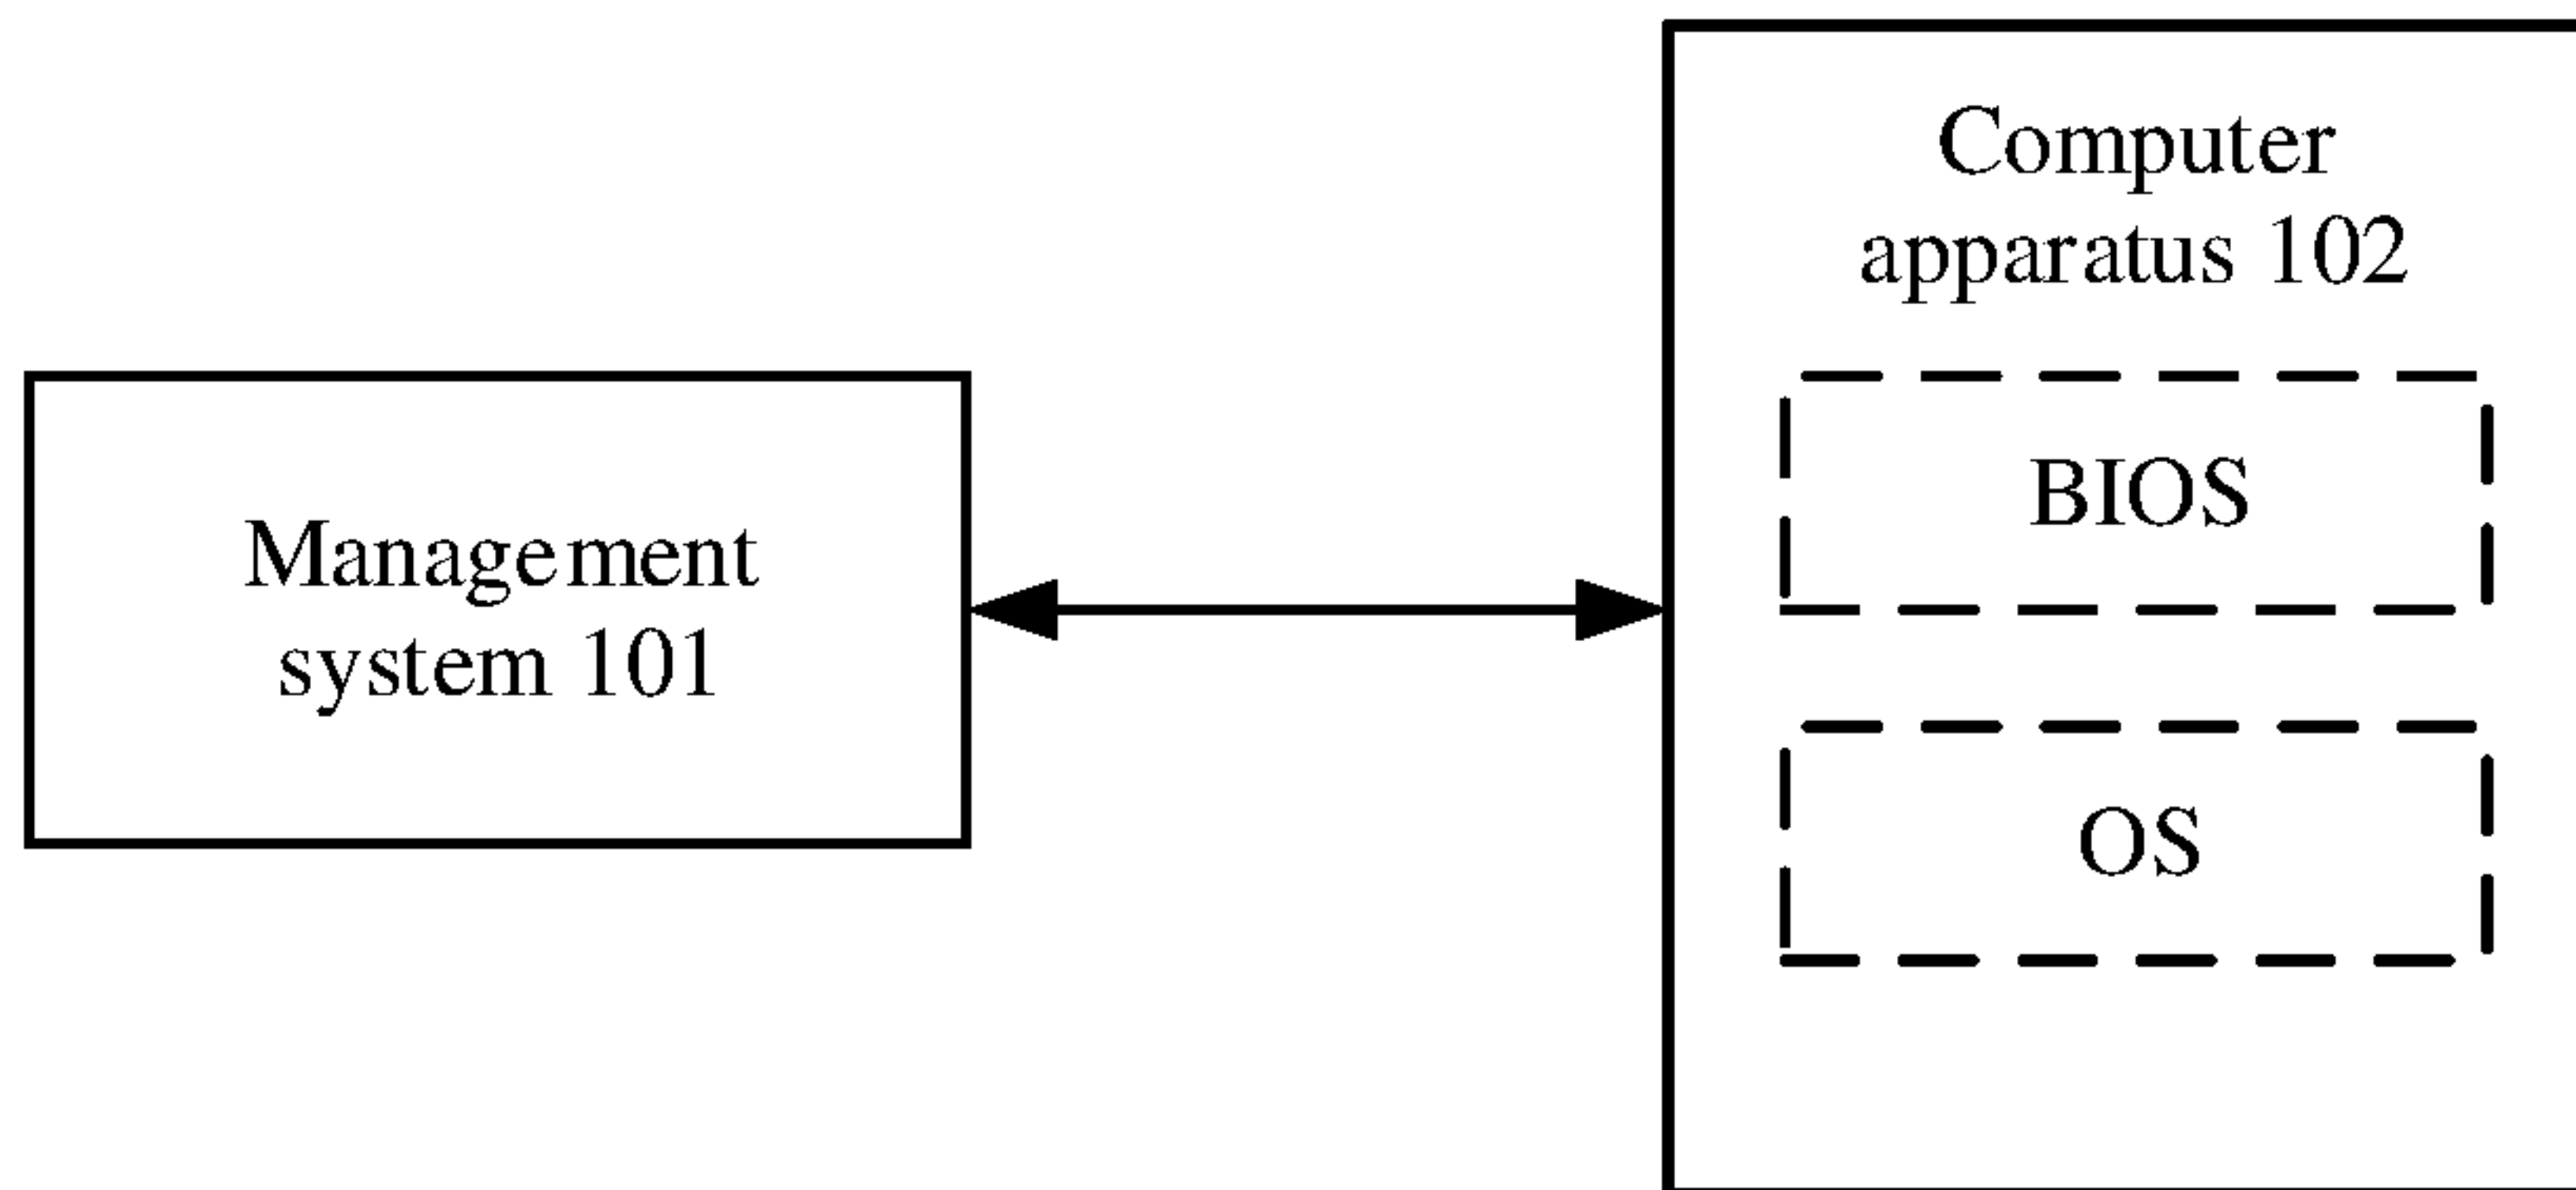 Computer
apparatus 102
Management
system 101
BIOS
OS